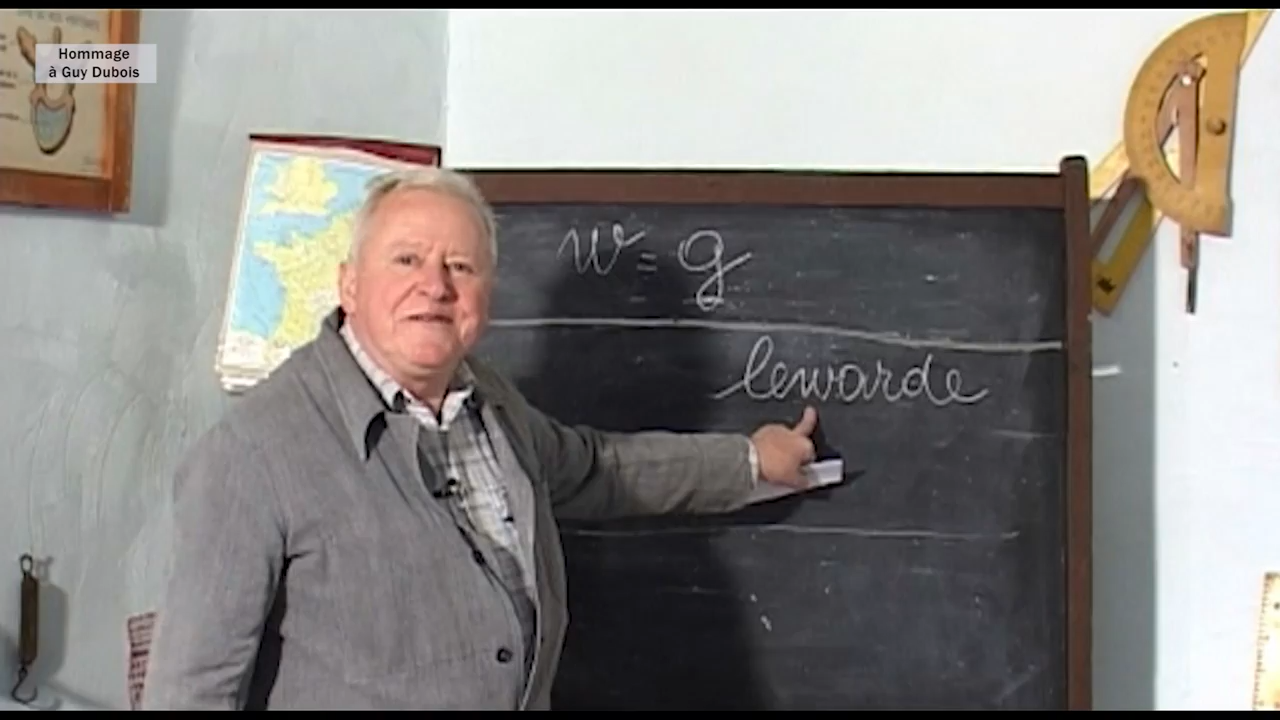 Hommage
à Guy Dubois
w = g
lewarde